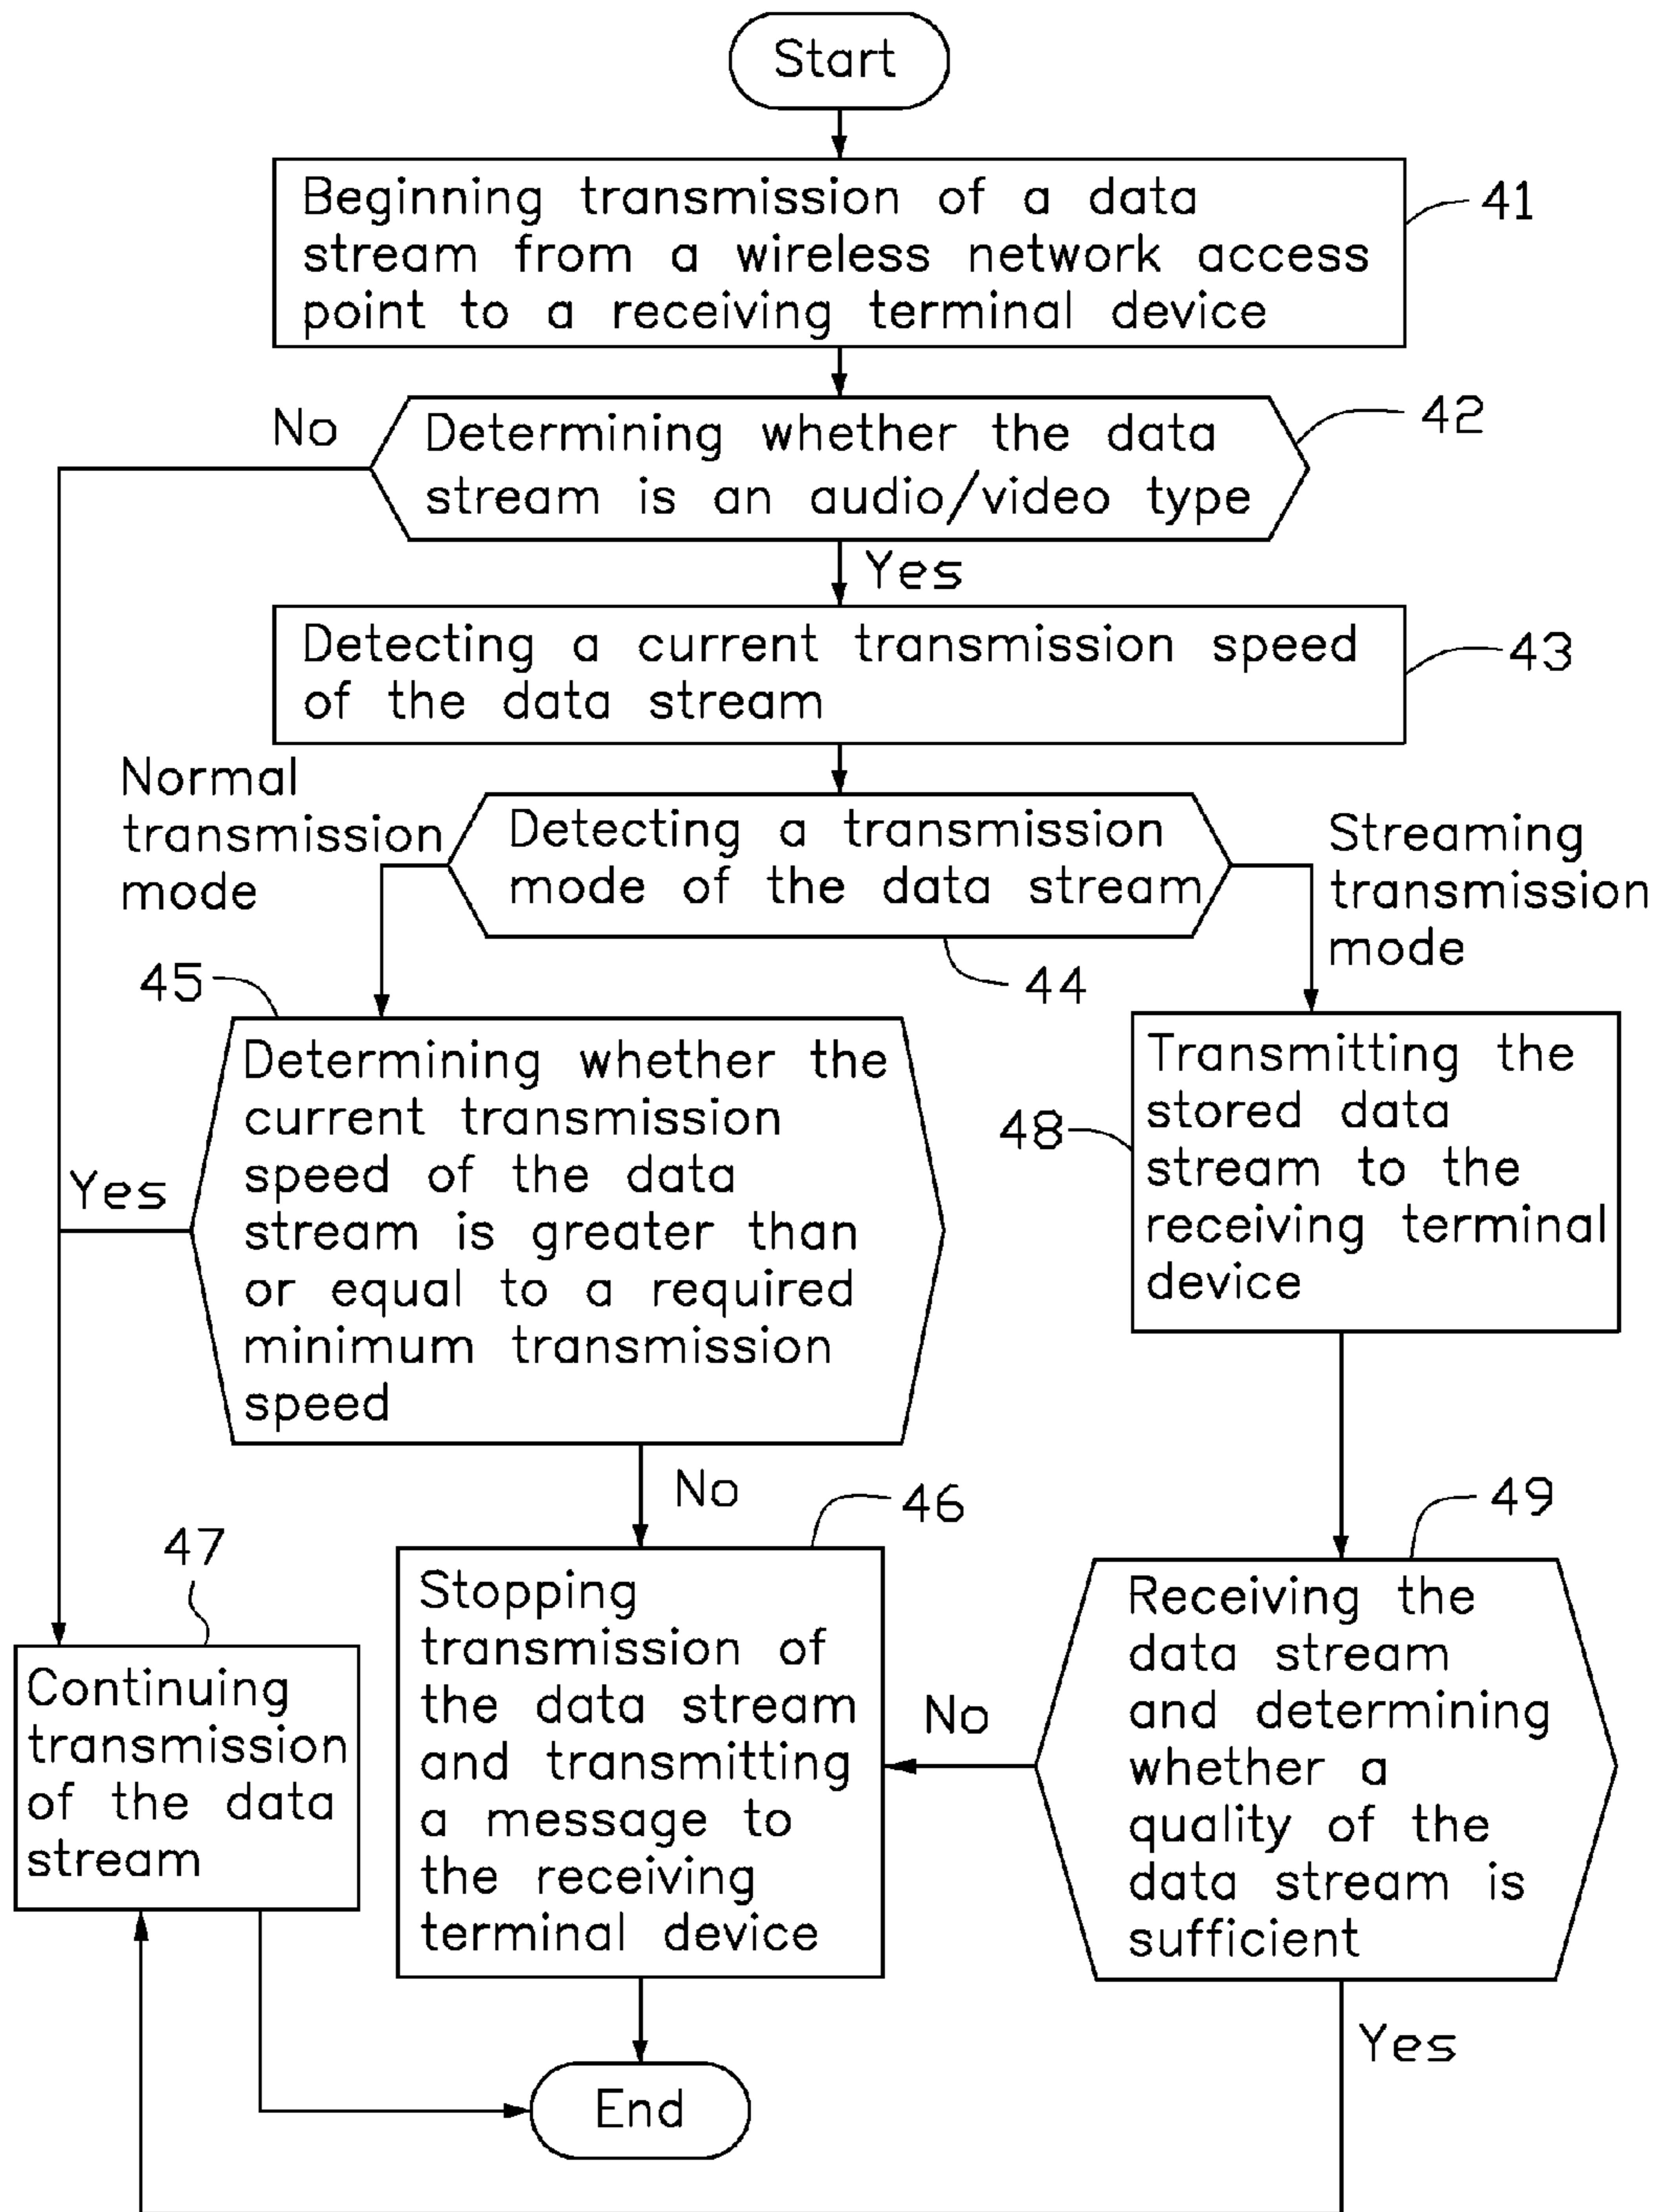 Start
Beginning transmission of a data
stream from a wireless network access
point to a receiving terminal device
41
No
Determining whether the data
stream is an audio/video type
42
Yes
Detecting a current transmission speed
of the data stream
43
Normal
transmission
mode
Detecting a transmission
mode of the data stream
44
Streaming
transmission
mode
45
Determining whether the
current transmission
speed of the data
stream is greater than
or equal to a required
minimum transmission
speed
Yes
No
48
Transmitting the
stored data
stream to the
receiving terminal
device
47
Continuing
transmission
of the data
stream
46
Stopping
transmission of
the data stream
and transmitting
a message to
the receiving
terminal device
No
49
Receiving the
data stream
and determining
whether a
quality of the
data stream is
sufficient
Yes
End